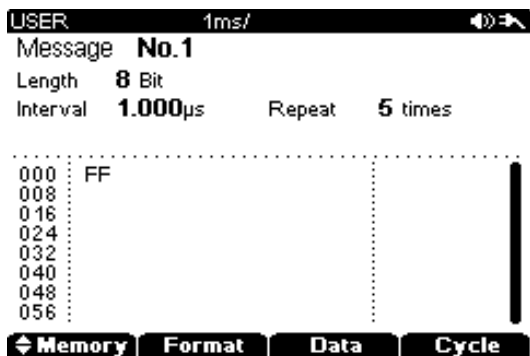 USER 1ms/
Message No.1
Length 8 Bit
Interval 1.000µs Repeat 5 times
000 FF
008
016
024
032
040
048
056
Memory Format Data Cycle